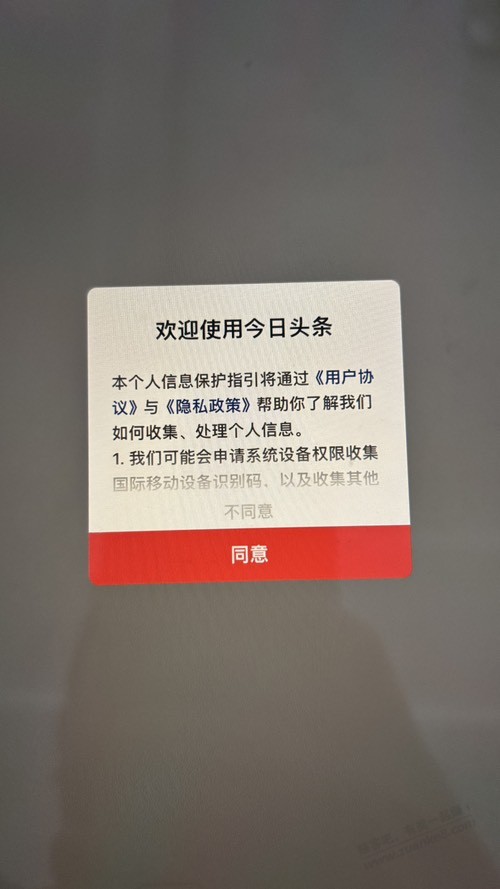 欢迎使用今日头条
本个人信息保护指引将通过《用户协
议》与《隐私政策》帮助你了解我们
如何收集、处理个人信息。
1. 我们可能会申请系统设备权限收集
国际移动设备识别码、以及收集其他
不同意
同意